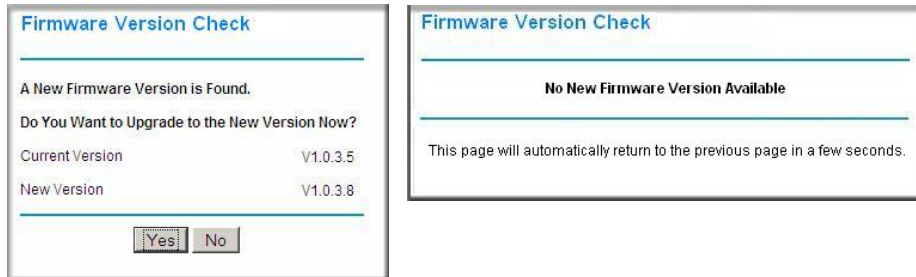 Firmware Version Check
A New Firmware Version is Found.
Do You Want to Upgrade to the New Version Now?
Current Version V1.0.3.5
New Version V1.0.3.8
Yes No
Firmware Version Check
No New Firmware Version Available
This page will automatically return to the previous page in a few seconds.